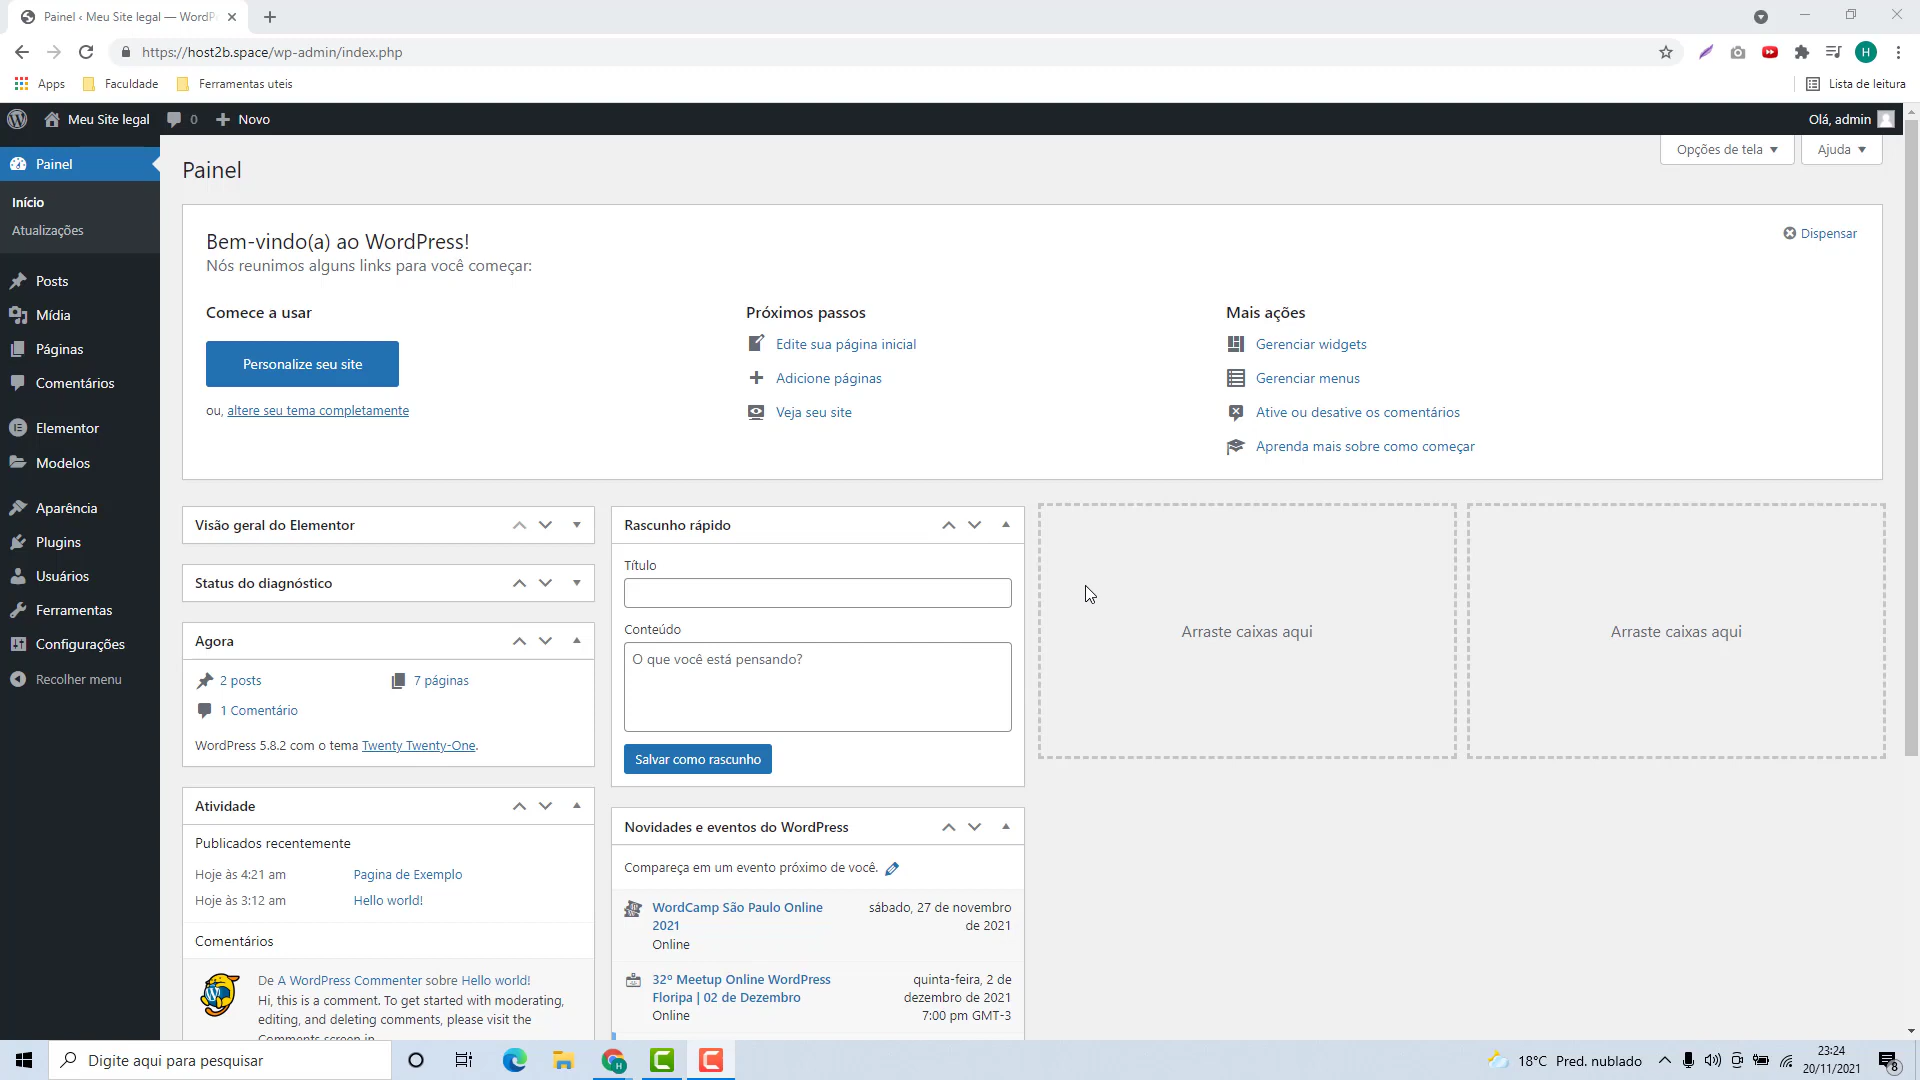 Painel ‹ Meu Site legal — WordP
https://host2b.space/wp-admin/index.php
H
Apps
Faculdade
Ferramentas uteis
Lista de leitura
Meu Site legal
0
Novo
Olá, admin
Painel
Início
Atualizações
Posts
Mídia
Páginas
Comentários
Elementor
Modelos
Aparência
Plugins
Usuários
Ferramentas
Configurações
Recolher menu
Opções de tela
Ajuda
Painel
Bem-vindo(a) ao WordPress!
Nós reunimos alguns links para você começar:
Dispensar
Comece a usar
Personalize seu site
ou, altere seu tema completamente
Próximos passos
Edite sua página inicial
Adicione páginas
Veja seu site
Mais ações
Gerenciar widgets
Gerenciar menus
Ative ou desative os comentários
Aprenda mais sobre como começar
Visão geral do Elementor
Status do diagnóstico
Agora
2 posts
7 páginas
1 Comentário
WordPress 5.8.2 com o tema Twenty Twenty-One.
Atividade
Publicados recentemente
Hoje às 4:21 am
Pagina de Exemplo
Hoje às 3:12 am
Hello world!
Comentários
De A WordPress Commenter sobre Hello world!
Hi, this is a comment. To get started with moderating,
editing, and deleting comments, please visit the
Comments screen in
Rascunho rápido
Título
Conteúdo
O que você está pensando?
Salvar como rascunho
Novidades e eventos do WordPress
Compareça em um evento próximo de você.
WordCamp São Paulo Online
2021
Online
sábado, 27 de novembro
de 2021
32º Meetup Online WordPress
Floripa | 02 de Dezembro
Online
quinta-feira, 2 de
dezembro de 2021
7:00 pm GMT-3
Arraste caixas aqui
Arraste caixas aqui
Digite aqui para pesquisar
18°C Pred. nublado
23:24
20/11/2021
8